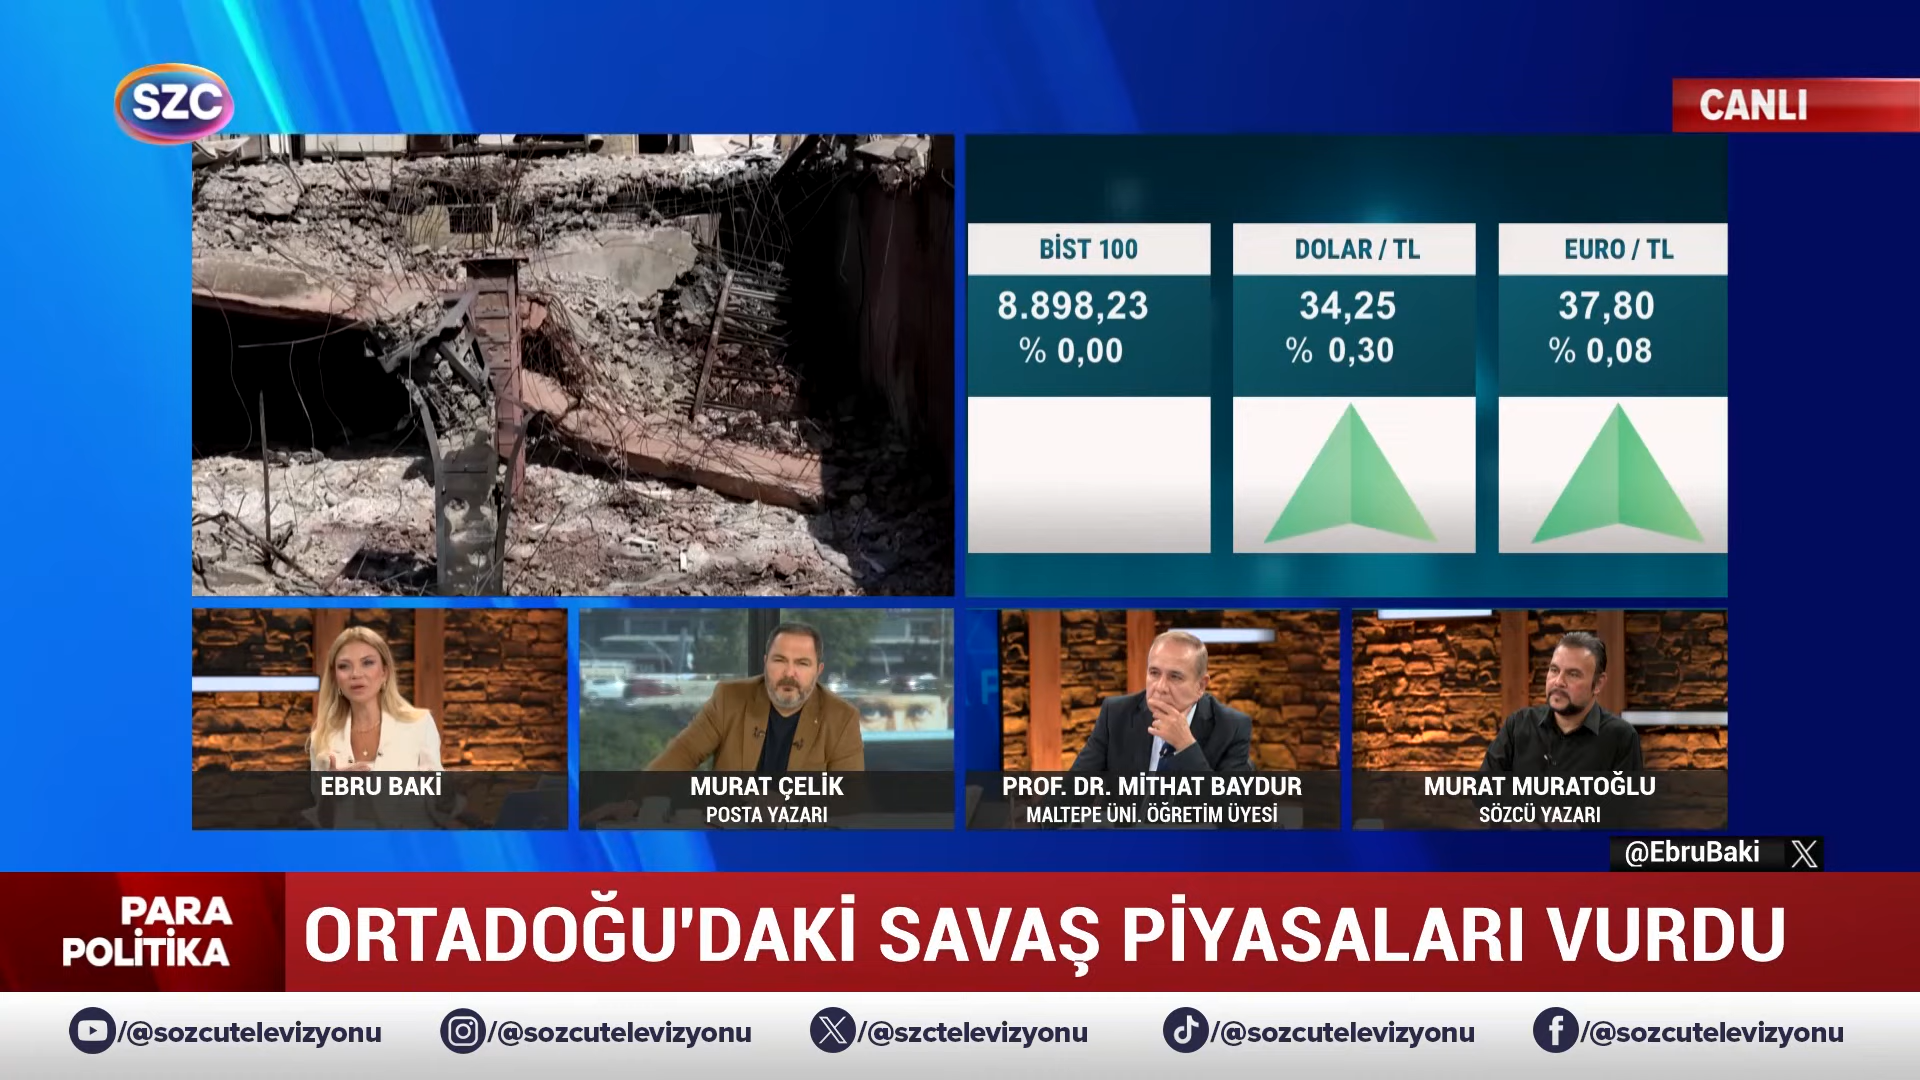 SZC
CANLI
BİST 100
8.898,23
% 0,00
DOLAR / TL
34,25
% 0,30
EURO / TL
37,80
% 0,08
EBRU BAKİ
MURAT ÇELİK
POSTA YAZARI
PROF. DR. MİTHAT BAYDUR
MALTEPE ÜNİ. ÖĞRETİM ÜYESİ
MURAT MURATOĞLU
SÖZCÜ YAZARI
@EbruBaki
PARA
POLİTİKA
ORTADOĞU'DAKİ SAVAŞ PİYASALARI VURDU
/@sozcutelevizyonu
/@sozcutelevizyonu
/@szctelevizyonu
/@sozcutelevizyonu
/@sozcutelevizyonu